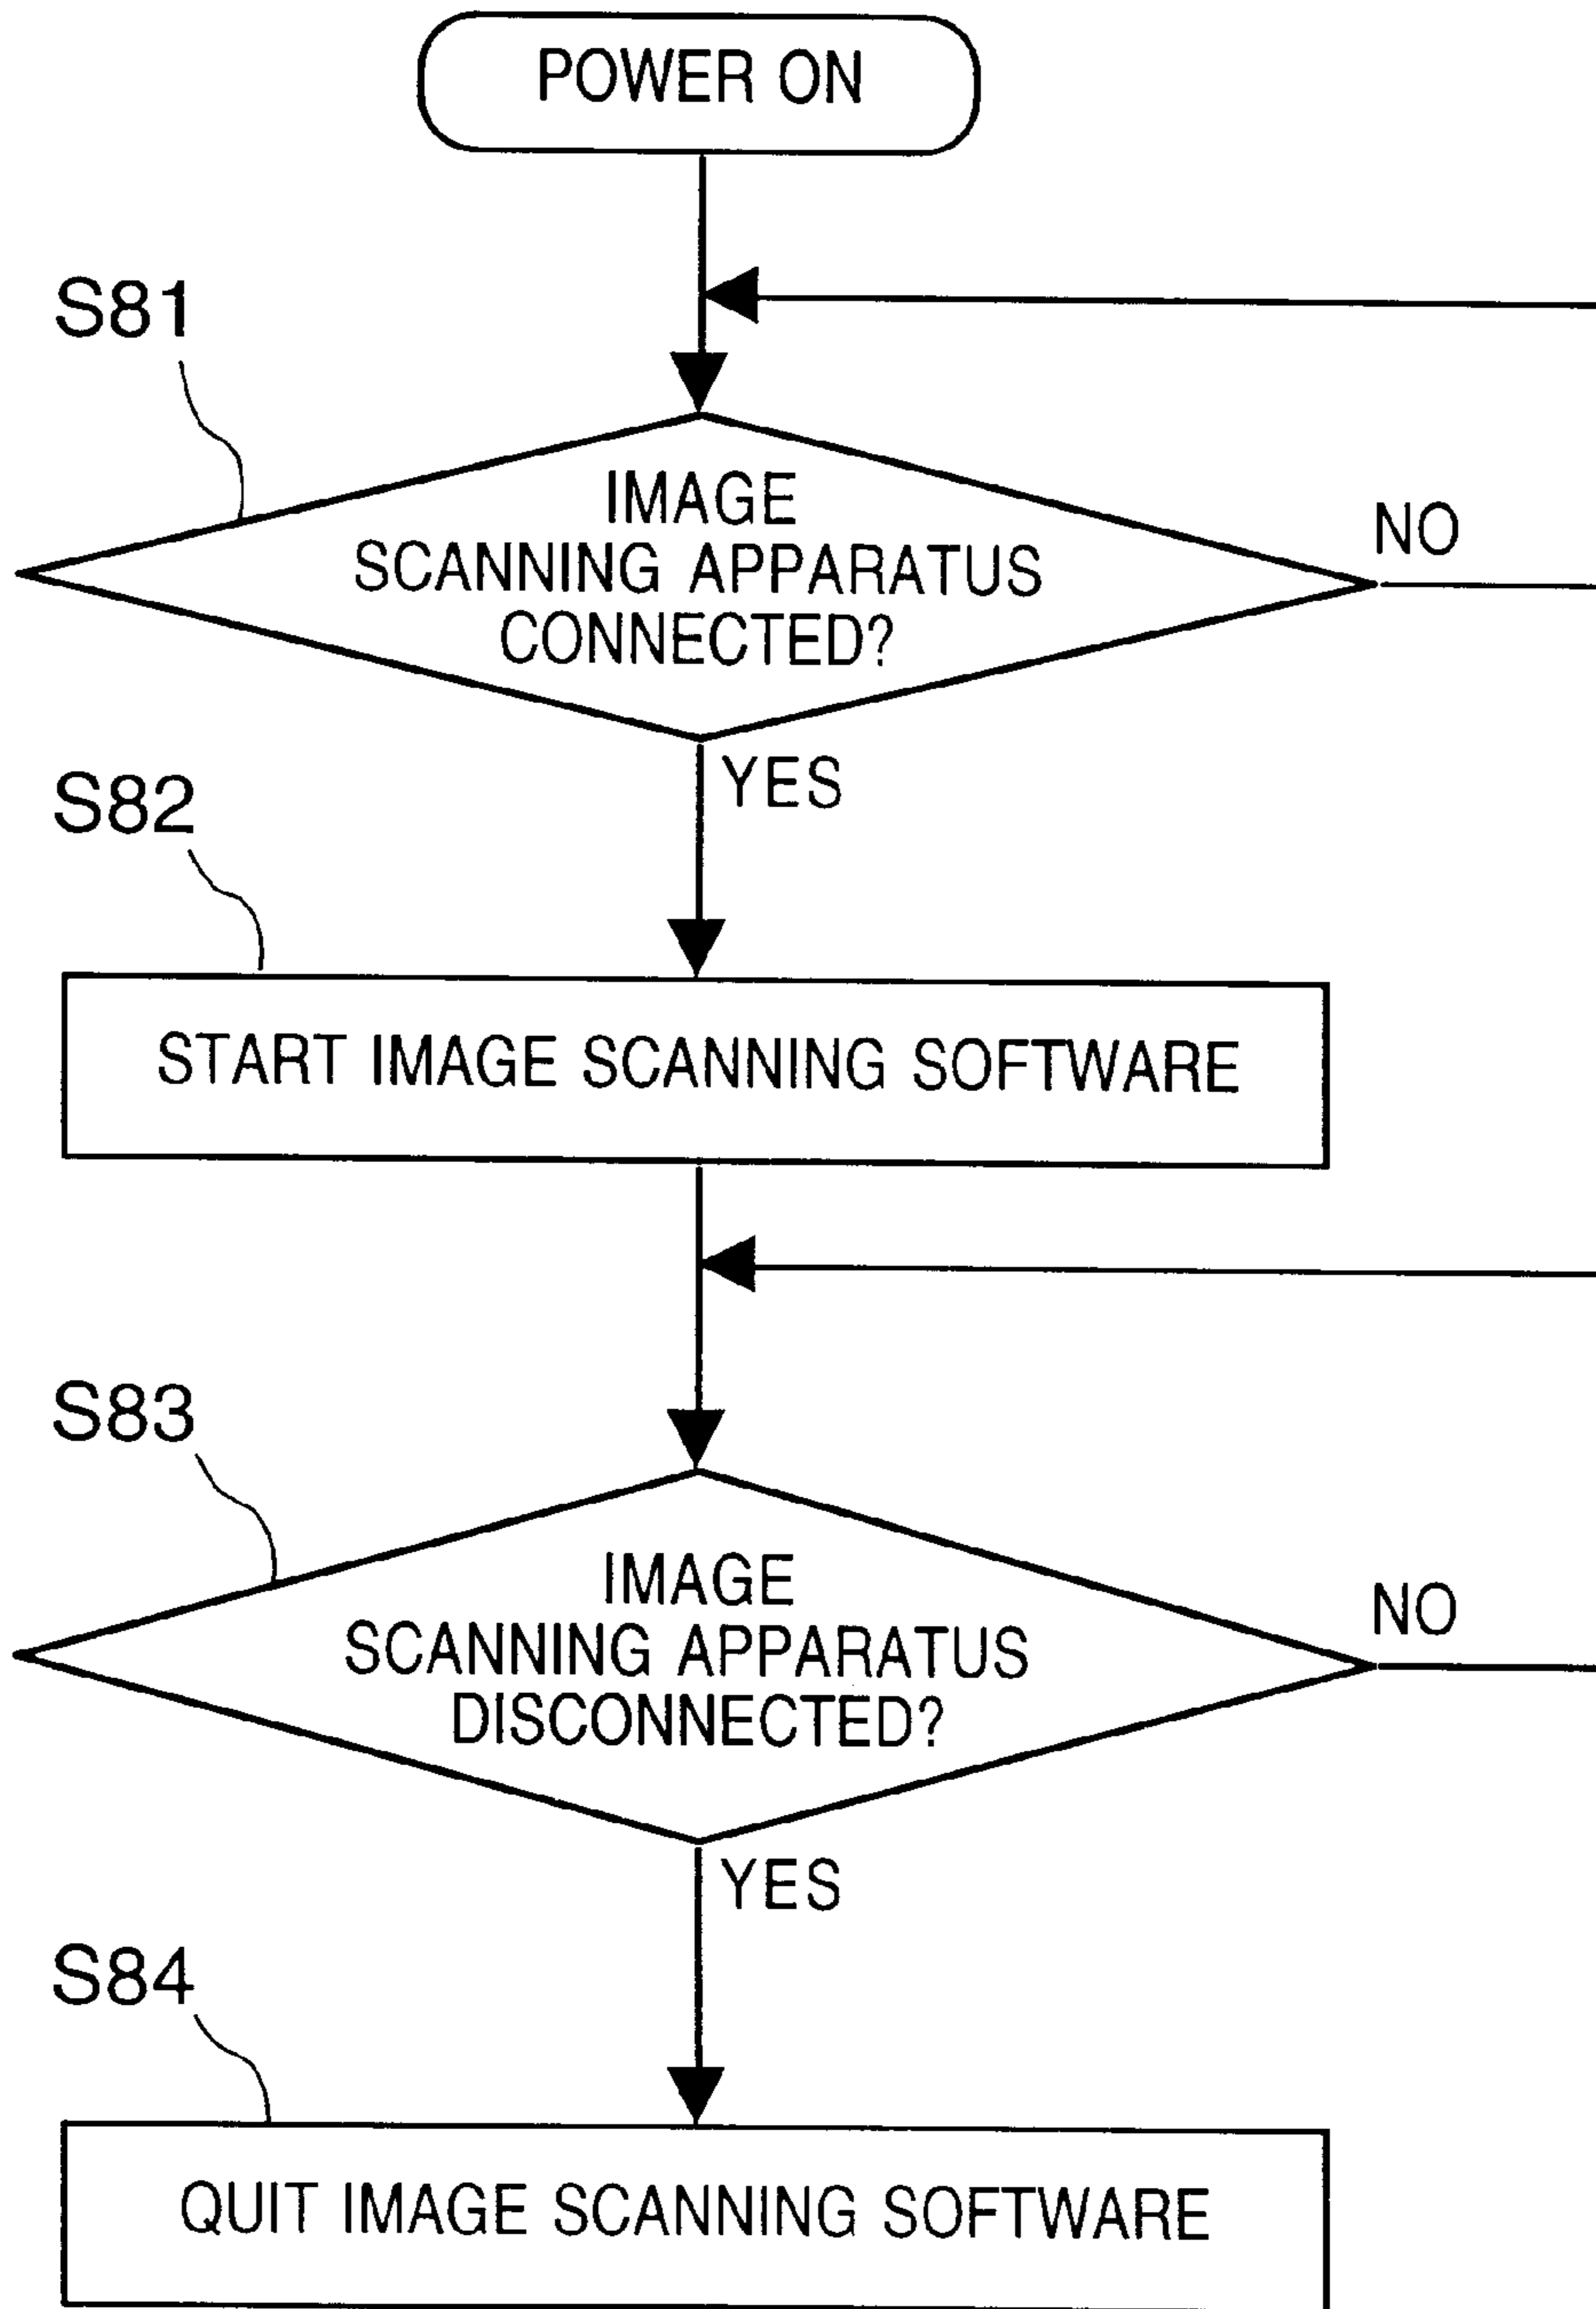 POWER ON
S81
IMAGE
SCANNING APPARATUS
CONNECTED?
NO
YES
S82
START IMAGE SCANNING SOFTWARE
S83
IMAGE
SCANNING APPARATUS
DISCONNECTED?
NO
YES
S84
QUIT IMAGE SCANNING SOFTWARE